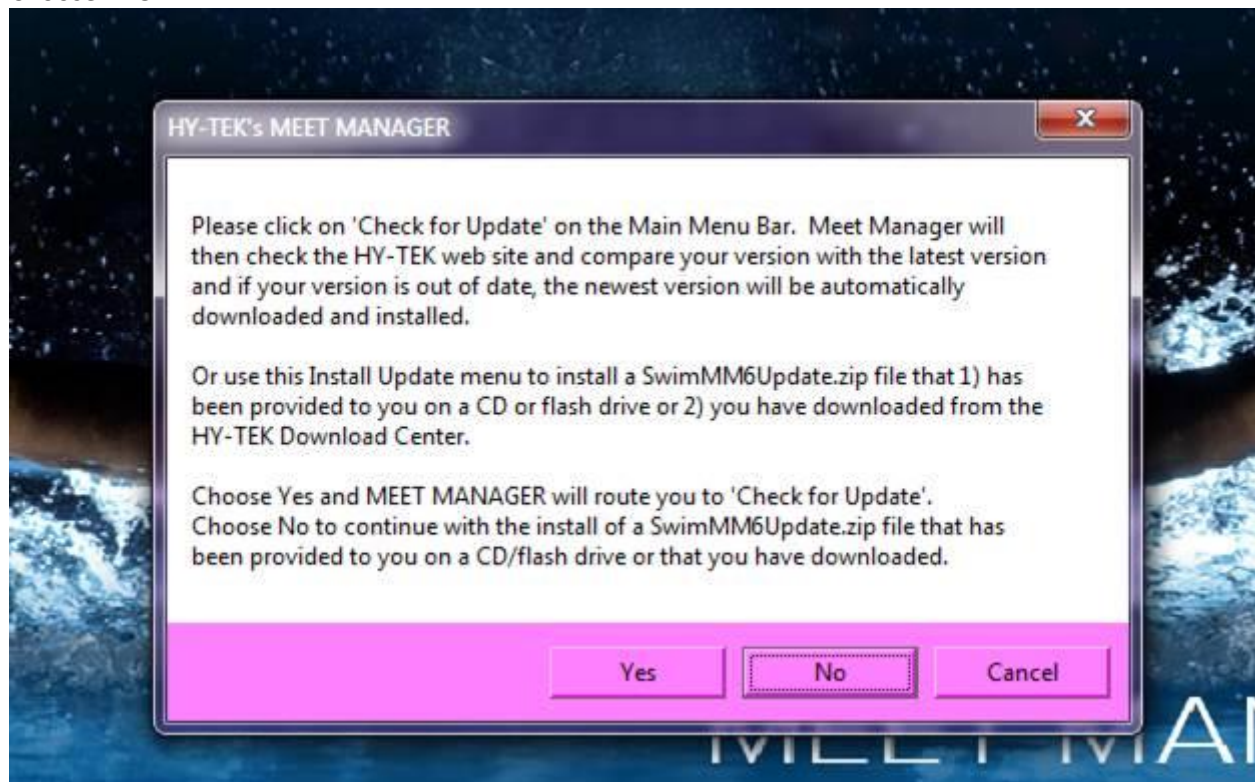 HY-TEK's MEET MANAGER
Please click on 'Check for Update' on the Main Menu Bar.  Meet Manager will
then check the HY-TEK web site and compare your version with the latest version
and if your version is out of date, the newest version will be automatically
downloaded and installed.
Or use this Install Update menu to install a SwimMM6Update.zip file that 1) has
been provided to you on a CD or flash drive or 2) you have downloaded from the
HY-TEK Download Center.
Choose Yes and MEET MANAGER will route you to 'Check for Update'.
Choose No to continue with the install of a SwimMM6Update.zip file that has
been provided to you on a CD/flash drive or that you have downloaded.
Yes No Cancel
MEET MA